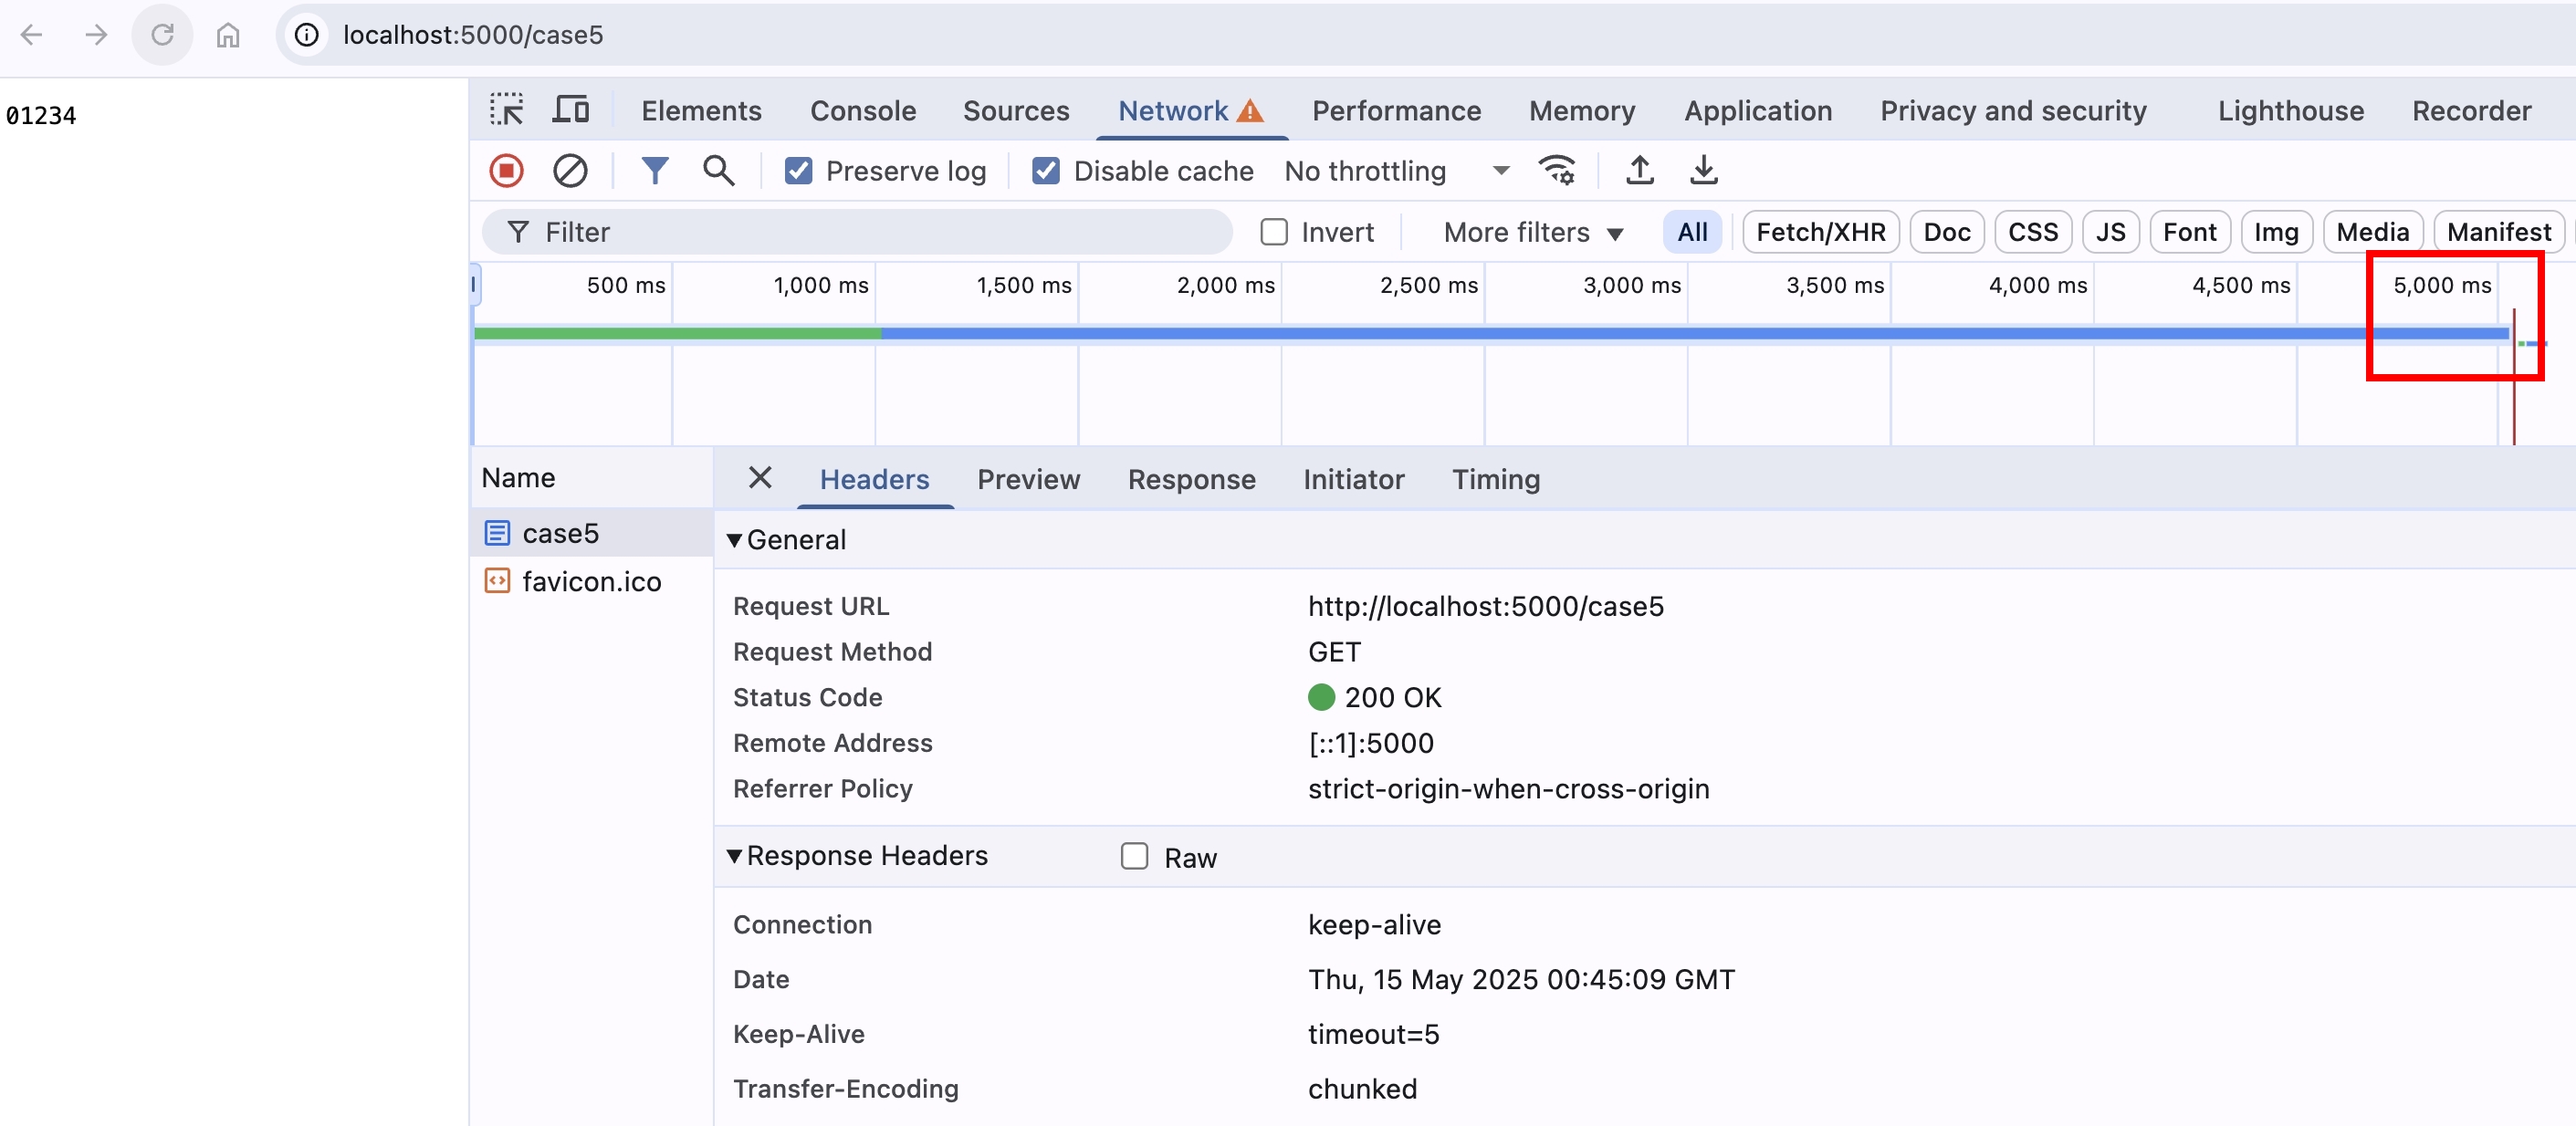 localhost:5000/case5
01234
Elements Console Sources Network Performance Memory Application Privacy and security Lighthouse Recorder
Preserve log Disable cache No throttling
Filter Invert More filters All Fetch/XHR Doc CSS JS Font Img Media Manifest
500 ms 1,000 ms 1,500 ms 2,000 ms 2,500 ms 3,000 ms 3,500 ms 4,000 ms 4,500 ms 5,000 ms
Name Headers Preview Response Initiator Timing
case5
favicon.ico
General
Request URL http://localhost:5000/case5
Request Method GET
Status Code 200 OK
Remote Address [::1]:5000
Referrer Policy strict-origin-when-cross-origin
Response Headers Raw
Connection keep-alive
Date Thu, 15 May 2025 00:45:09 GMT
Keep-Alive timeout=5
Transfer-Encoding chunked